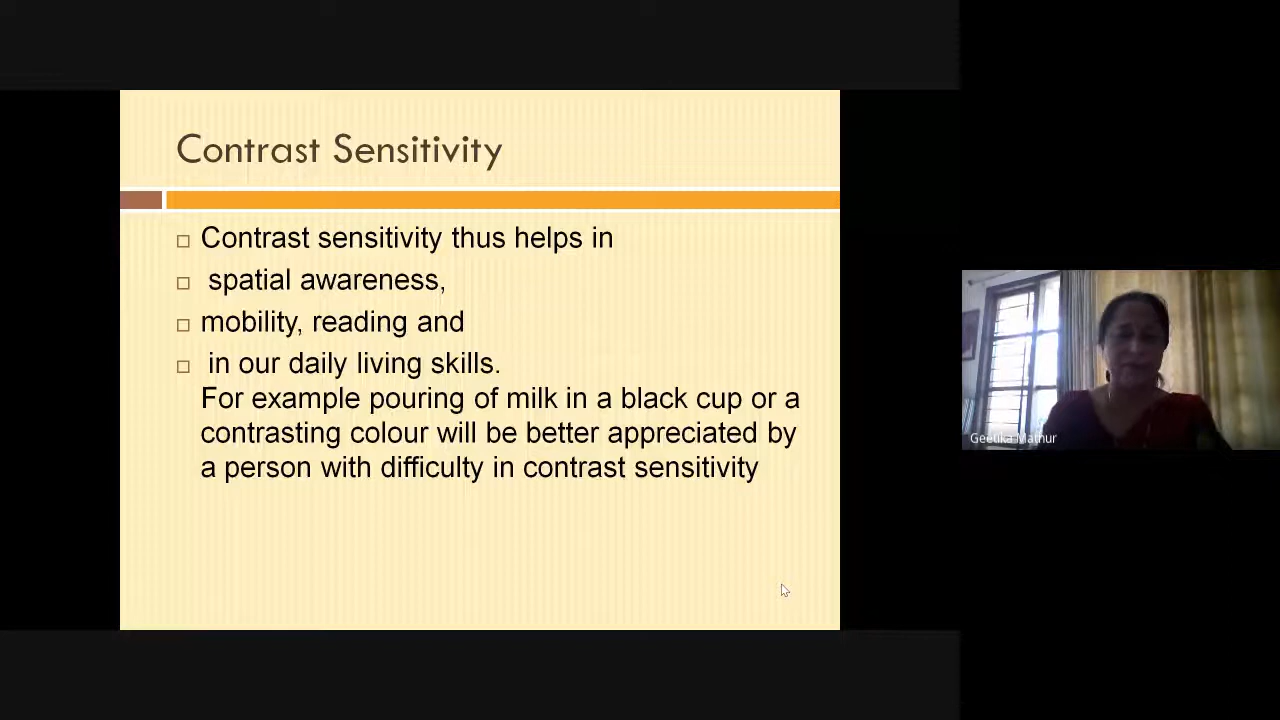 Contrast Sensitivity
Contrast sensitivity thus helps in
spatial awareness,
mobility, reading and
in our daily living skills.
For example pouring of milk in a black cup or a
contrasting colour will be better appreciated by
a person with difficulty in contrast sensitivity
Geetika Mathur